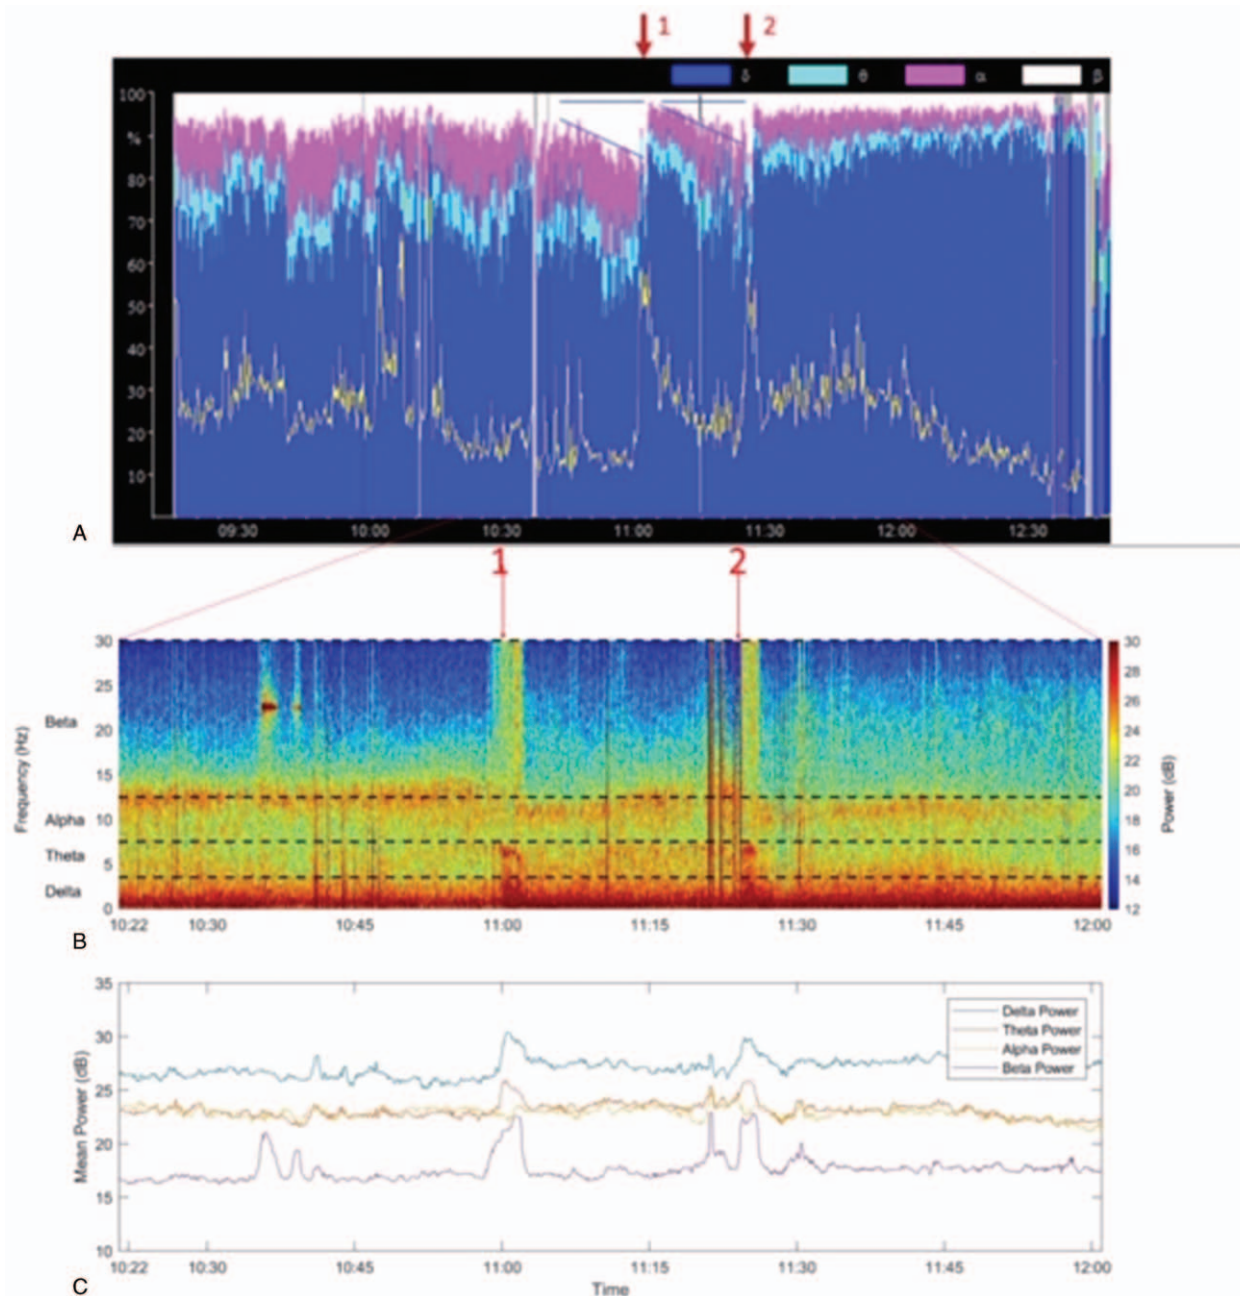 1 2
δ θ α β
100
%
80
70
60
50
40
30
20
10
09:30 10:00 10:30 11:00 11:30 12:00 12:30
A
1 2
30
25
20
15
10
5
0
Frequency (Hz)
Beta
Alpha
Theta
Delta
30
28
26
24
22
20
18
16
14
12
Power (dB)
10:22 10:30 10:45 11:00 11:15 11:30 11:45 12:00
B
35
30
25
20
15
10
Mean Power (dB)
Delta Power
Theta Power
Alpha Power
Beta Power
10:22 10:30 10:45 11:00 11:15 11:30 11:45 12:00
Time
C